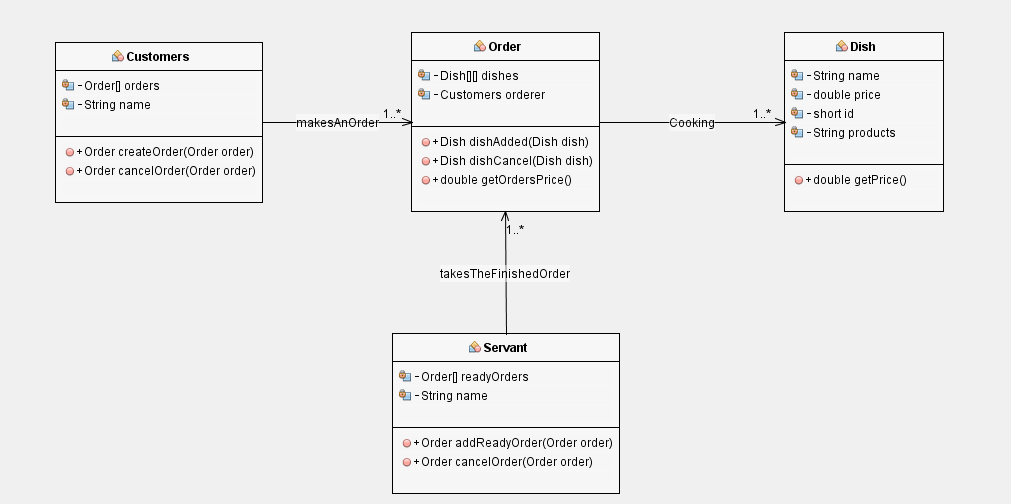 Customers
- Order[] orders
- String name
+ Order createOrder(Order order)
+ Order cancelOrder(Order order)
makesAnOrder
1..*
Order
- Dish[][] dishes
- Customers orderer
+ Dish dishAdded(Dish dish)
+ Dish dishCancel(Dish dish)
+ double getOrdersPrice()
Cooking
1..*
Dish
- String name
- double price
- short id
- String products
+ double getPrice()
1..*
takesTheFinishedOrder
Servant
- Order[] readyOrders
- String name
+ Order addReadyOrder(Order order)
+ Order cancelOrder(Order order)